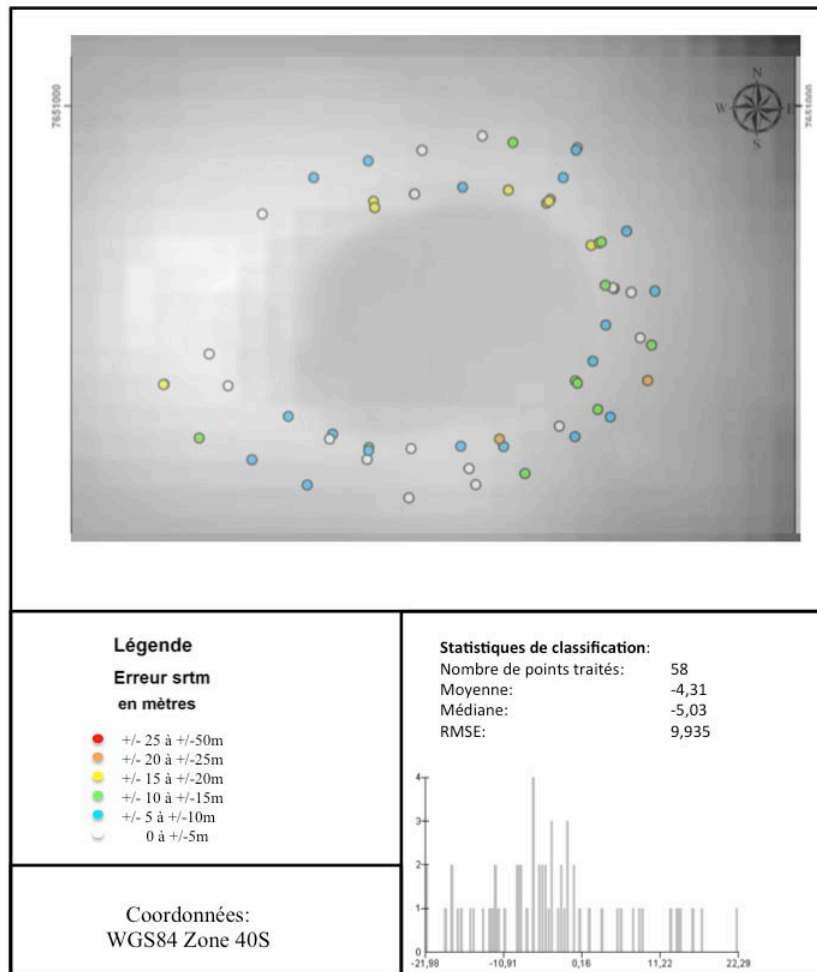 N
W E
S
7651000
7651000
Légende
Erreur srtm
en mètres
+/- 25 à +/-50m
+/- 20 à +/-25m
+/- 15 à +/-20m
+/- 10 à +/-15m
+/- 5 à +/-10m
0 à +/-5m
Statistiques de classification:
Nombre de points traités: 58
Moyenne: -4,31
Médiane: -5,03
RMSE: 9,935
4
3
2
1
0
-21,98 -10,91 0,16 11,22 22,29
Coordonnées:
WGS84 Zone 40S